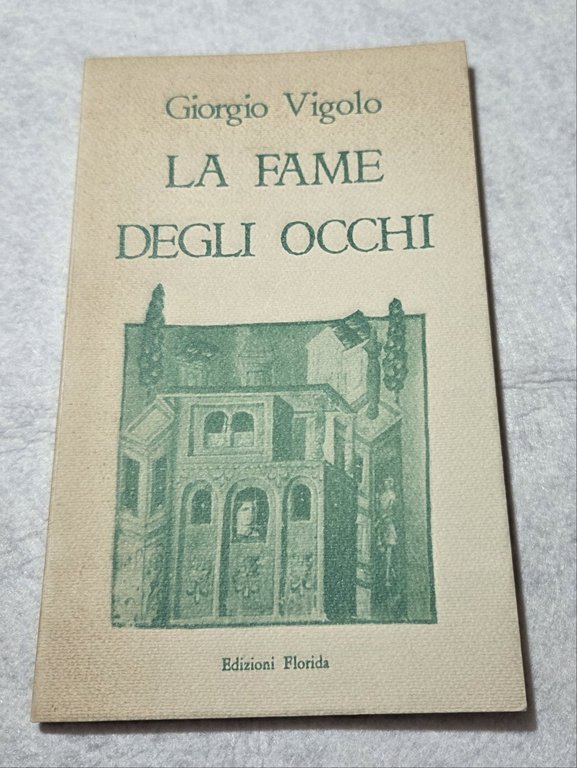 Giorgio Vigolo
LA FAME
DEGLI OCCHI
Edizioni Florida